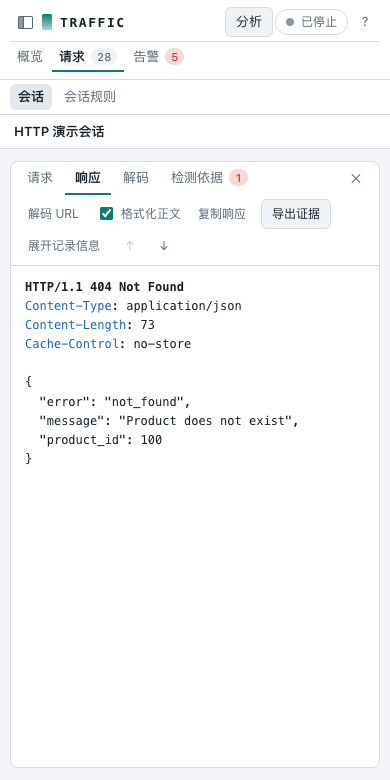 TRAFFIC 分析 已停止 ?
概览 请求 28 告警 5
会话 会话规则
HTTP 演示会话
请求 响应 解码 检测依据 1
解码 URL 格式化正文 复制响应 导出证据
展开记录信息 ↑ ↓
HTTP/1.1 404 Not Found
Content-Type: application/json
Content-Length: 73
Cache-Control: no-store
{
  "error": "not_found",
  "message": "Product does not exist",
  "product_id": 100
}